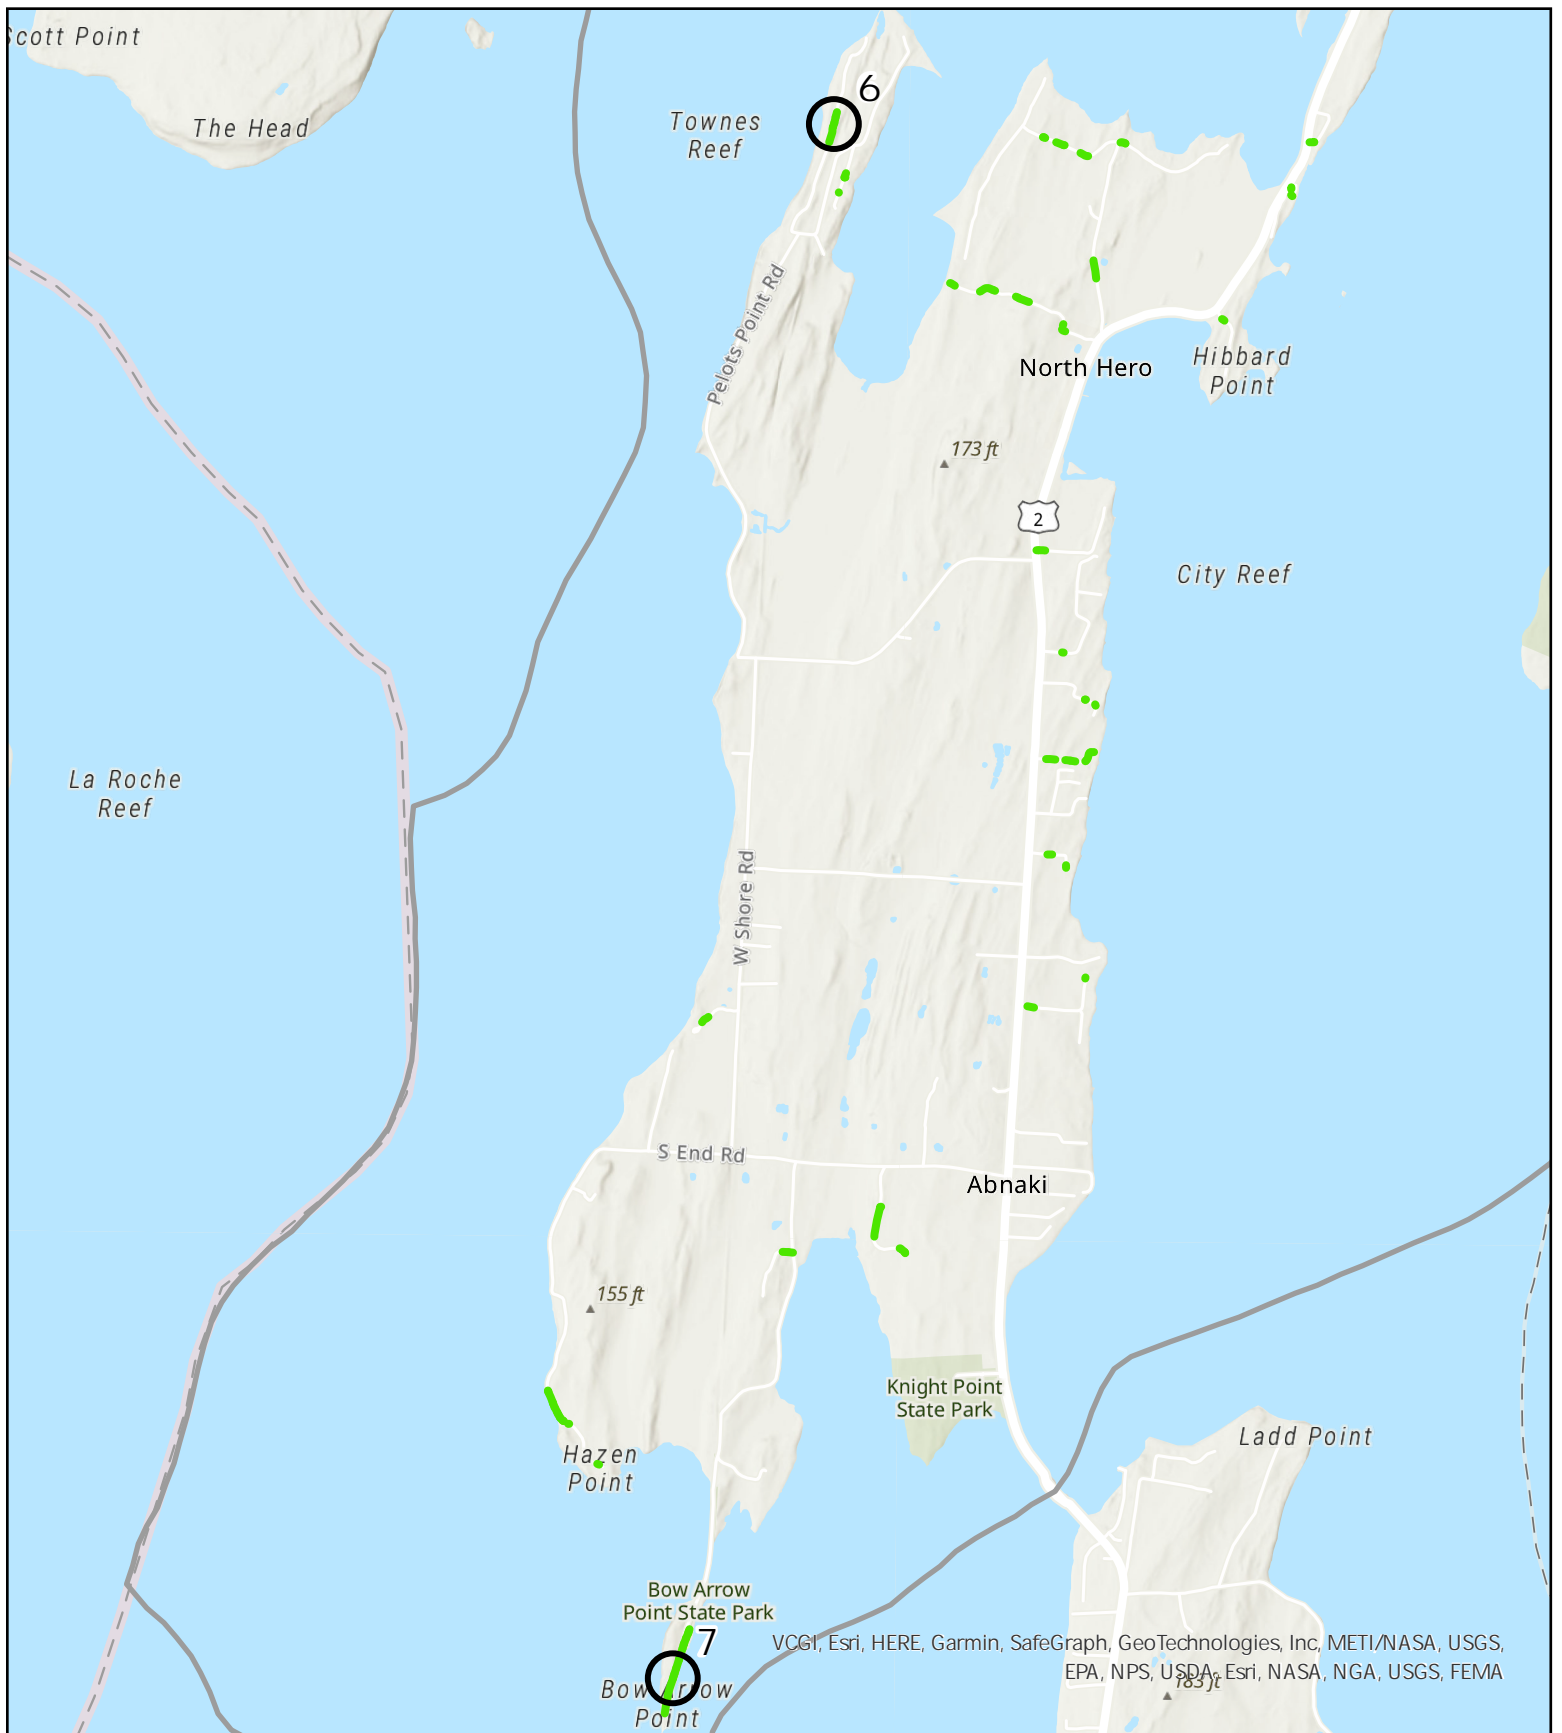 Scott Point
6
The Head
Townes
Reef
Pelots Point Rd
North Hero
Hibbard
Point
173 ft
2
City Reef
La Roche
Reef
W Shore Rd
S End Rd
Abnaki
155 ft
Knight Point
State Park
Ladd Point
Hazen
Point
Bow Arrow
Point State Park
7
VCGI, Esri, HERE, Garmin, SafeGraph, GeoTechnologies, Inc, METI/NASA, USGS,
EPA, NPS, USDA, Esri, NASA, NGA, USGS, FEMA
183 ft
Bow Arrow
Point